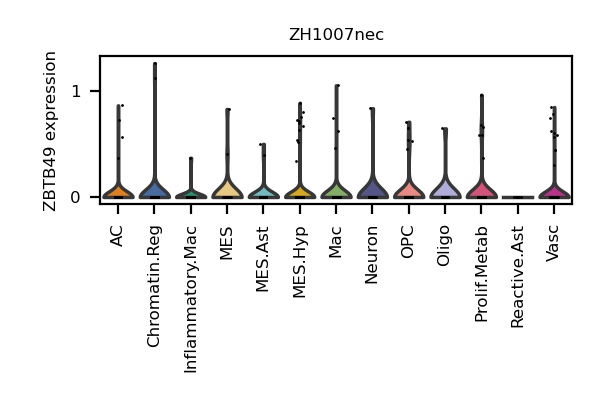 ZH1007nec
ZBTB49 expression
1
0
AC
Chromatin.Reg
Inflammatory.Mac
MES
MES.Ast
MES.Hyp
Mac
Neuron
OPC
Oligo
Prolif.Metab
Reactive.Ast
Vasc